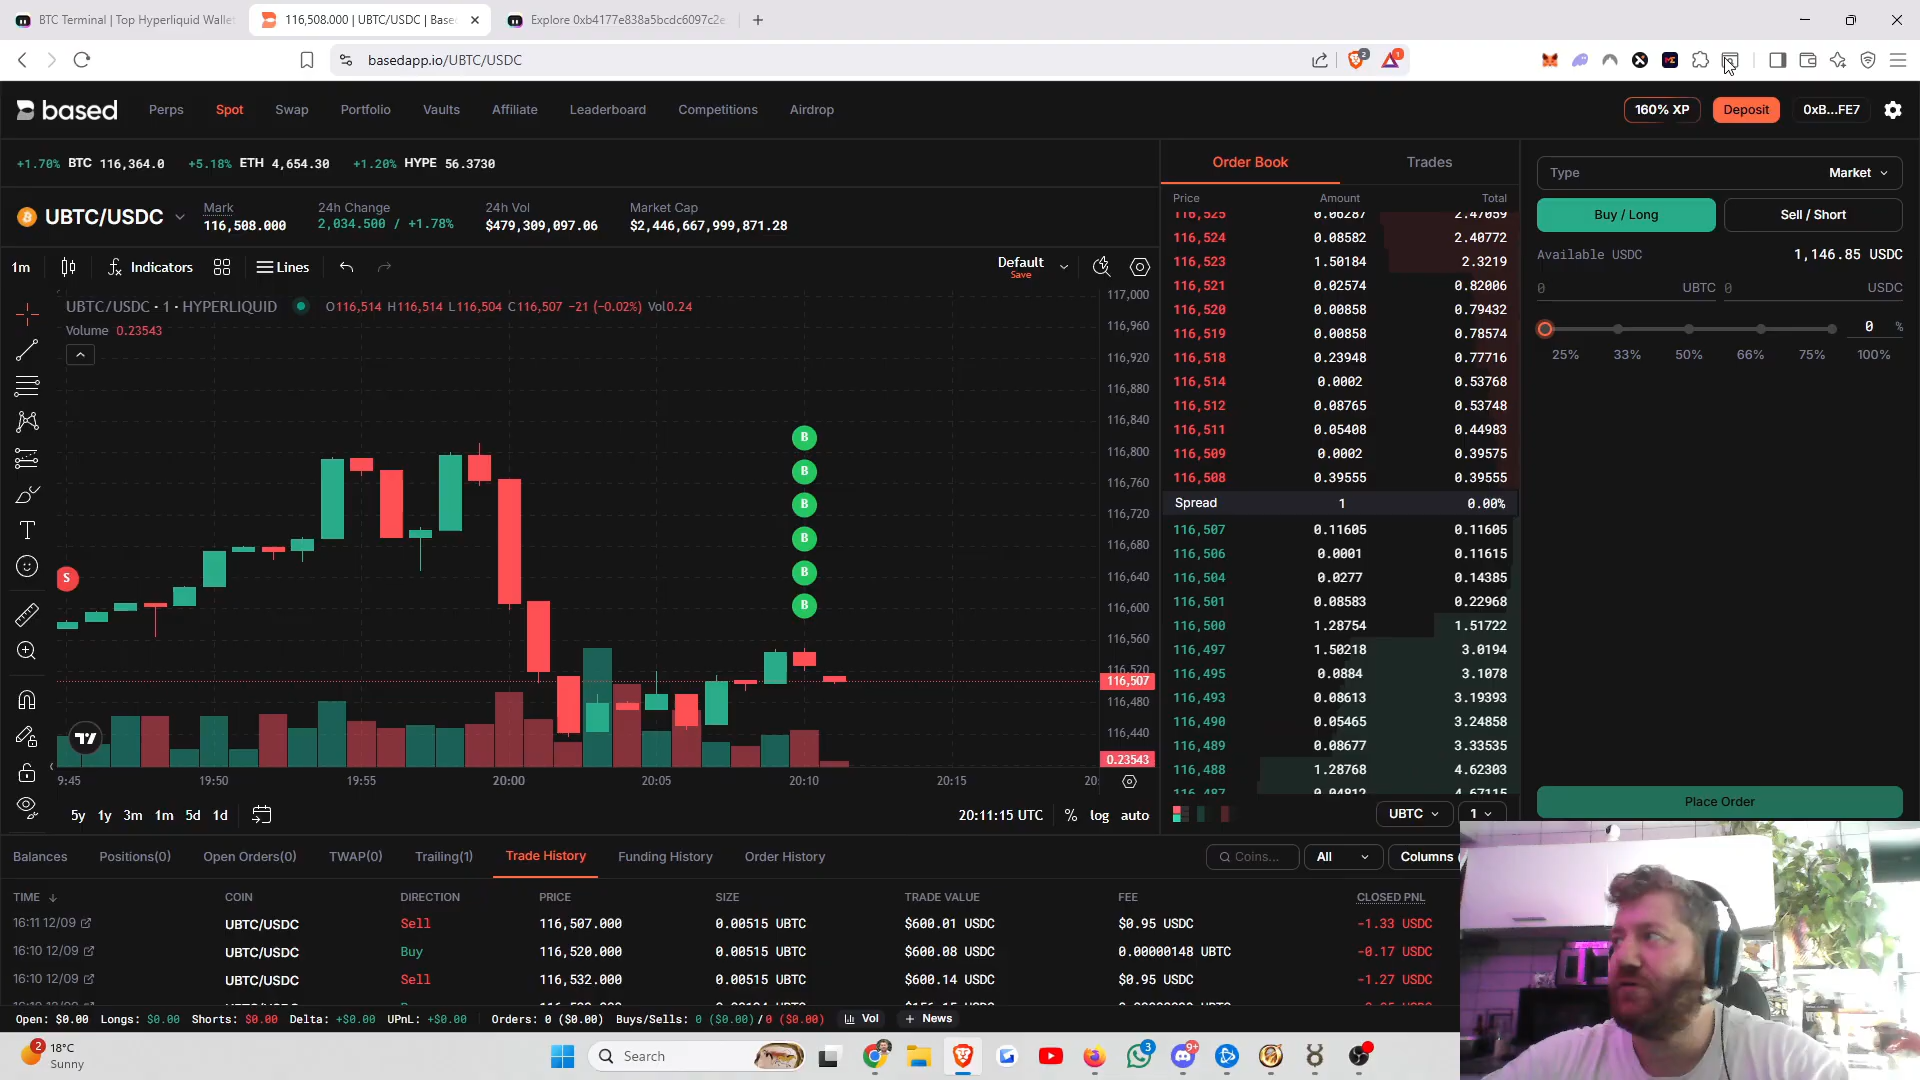 BTC Terminal | Top Hyperliquid Walle
116,508.000 | UBTC/USDC | Base
Explore 0xb4177e838a5bcdc6097c2e
basedapp.io/UBTC/USDC
2
1
based
Perps
Spot
Swap
Portfolio
Vaults
Affiliate
Competitions
Airdrop
160% XP
Deposit
0xB...FE7
+1.70% BTC 116,364.0
+5.18% ETH 4,654.30
+1.20% HYPE 56.3730
UBTC/USDC
Mark
116,508.000
24h Change
2,034.500 / +1.78%
24h Vol
$479,309,097.06
Market Cap
$2,446,667,999,871.28
1m
Indicators
Lines
Default
Save
UBTC/USDC · 1 · HYPERLIQUID
O116,514 H116,514 L116,504 C116,507 −21 (−0.02%) Vol0.24
Volume 0.23543
117,000
116,960
116,920
116,880
116,840
116,800
116,760
116,720
116,680
116,640
116,600
116,560
116,520
116,507
116,480
116,440
0.23543
S
B
B
B
B
B
B
9:45
19:50
19:55
20:00
20:05
20:10
20:15
20:
5y
1y
3m
1m
5d
1d
20:11:15 UTC
%
log
auto
Order Book
Trades
Price Amount Total
116,525 0.06287 2.47059
116,524 0.08582 2.40772
116,523 1.50184 2.3219
116,521 0.02574 0.82006
116,520 0.00858 0.79432
116,519 0.00858 0.78574
116,518 0.23948 0.77716
116,514 0.0002 0.53768
116,512 0.08765 0.53748
116,511 0.05408 0.44983
116,509 0.0002 0.39575
116,508 0.39555 0.39555
Spread 1 0.00%
116,507 0.11605 0.11605
116,506 0.0001 0.11615
116,504 0.0277 0.14385
116,501 0.08583 0.22968
116,500 1.28754 1.51722
116,497 1.50218 3.0194
116,495 0.0884 3.1078
116,493 0.08613 3.19393
116,490 0.05465 3.24858
116,489 0.08677 3.33535
116,488 1.28768 4.62303
116,487 0.04812 4.67115
UBTC
1
Type
Market
Buy / Long
Sell / Short
Available USDC 1,146.85 USDC
0 UBTC
0 USDC
0 %
25% 33% 50% 66% 75% 100%
Place Order
Balances
Positions(0)
Open Orders(0)
TWAP(0)
Trailing(1)
Trade History
Funding History
Order History
Coins...
All
Columns
TIME COIN DIRECTION PRICE SIZE TRADE VALUE FEE CLOSED PNL
16:11 12/09 UBTC/USDC Sell 116,507.000 0.00515 UBTC $600.01 USDC $0.95 USDC -1.33 USDC
16:10 12/09 UBTC/USDC Buy 116,520.000 0.00515 UBTC $600.08 USDC 0.00000148 UBTC -0.17 USDC
16:10 12/09 UBTC/USDC Sell 116,532.000 0.00515 UBTC $600.14 USDC $0.95 USDC -1.27 USDC
Open: $0.00 Longs: $0.00 Shorts: $0.00 Delta: +$0.00 UPnL: +$0.00 Orders: 0 ($0.00) Buys/Sells: 0 ($0.00)/0 ($0.00) Vol + News
2
18°C
Sunny
Search
3
9+